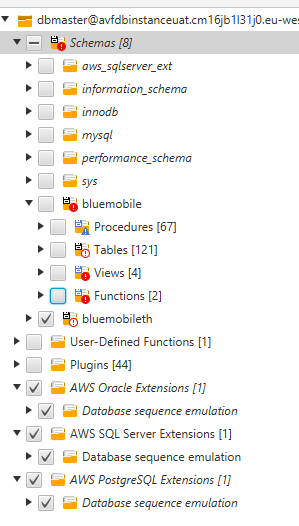 dbmaster@avfdbinstanceuat.cm16jb1l31j0.eu-wes
Schemas [8]
aws_sqlserver_ext
information_schema
innodb
mysql
performance_schema
sys
bluemobile
Procedures [67]
Tables [121]
Views [4]
Functions [2]
bluemobileth
User-Defined Functions [1]
Plugins [44]
AWS Oracle Extensions [1]
Database sequence emulation
AWS SQL Server Extensions [1]
Database sequence emulation
AWS PostgreSQL Extensions [1]
Database sequence emulation